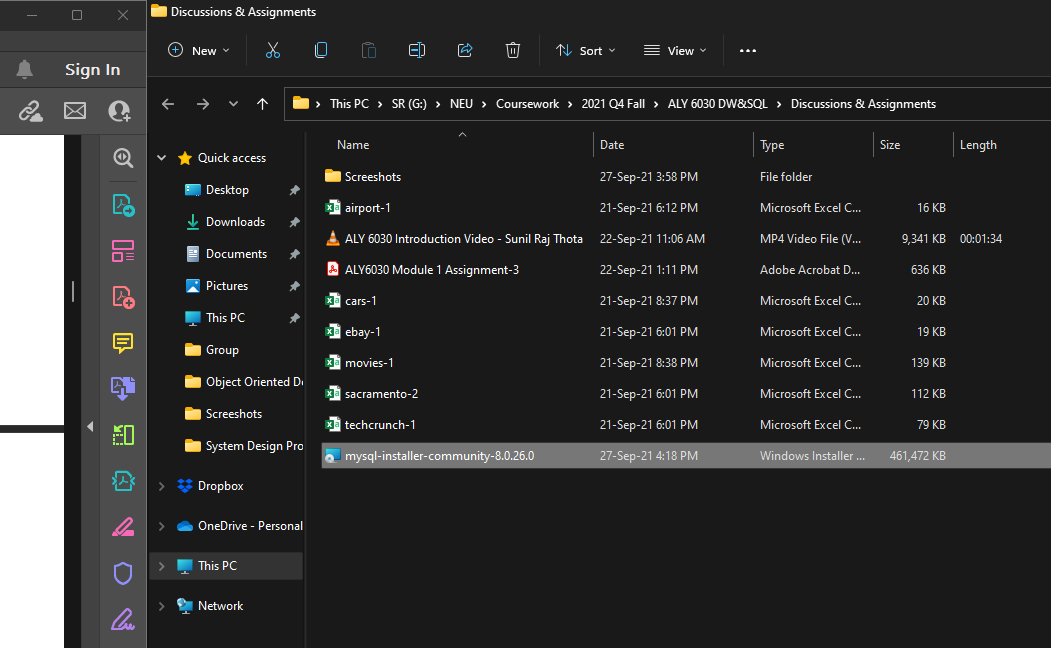 Discussions & Assignments
New Sort View
Sign In
This PC SR (G:) NEU Coursework 2021 Q4 Fall ALY 6030 DW&SQL Discussions & Assignments
Name Date Type Size Length
Quick access
Desktop
Downloads
Documents
Pictures
This PC
Group
Object Oriented De
Screeshots
System Design Pro
Dropbox
OneDrive - Personal
This PC
Network
Screeshots 27-Sep-21 3:58 PM File folder
airport-1 21-Sep-21 6:12 PM Microsoft Excel C... 16 KB
ALY 6030 Introduction Video - Sunil Raj Thota 22-Sep-21 11:06 AM MP4 Video File (V... 9,341 KB 00:01:34
ALY6030 Module 1 Assignment-3 22-Sep-21 1:11 PM Adobe Acrobat D... 636 KB
cars-1 21-Sep-21 8:37 PM Microsoft Excel C... 20 KB
ebay-1 21-Sep-21 6:01 PM Microsoft Excel C... 19 KB
movies-1 21-Sep-21 8:38 PM Microsoft Excel C... 139 KB
sacramento-2 21-Sep-21 6:01 PM Microsoft Excel C... 112 KB
techcrunch-1 21-Sep-21 6:01 PM Microsoft Excel C... 79 KB
mysql-installer-community-8.0.26.0 27-Sep-21 4:18 PM Windows Installer ... 461,472 KB